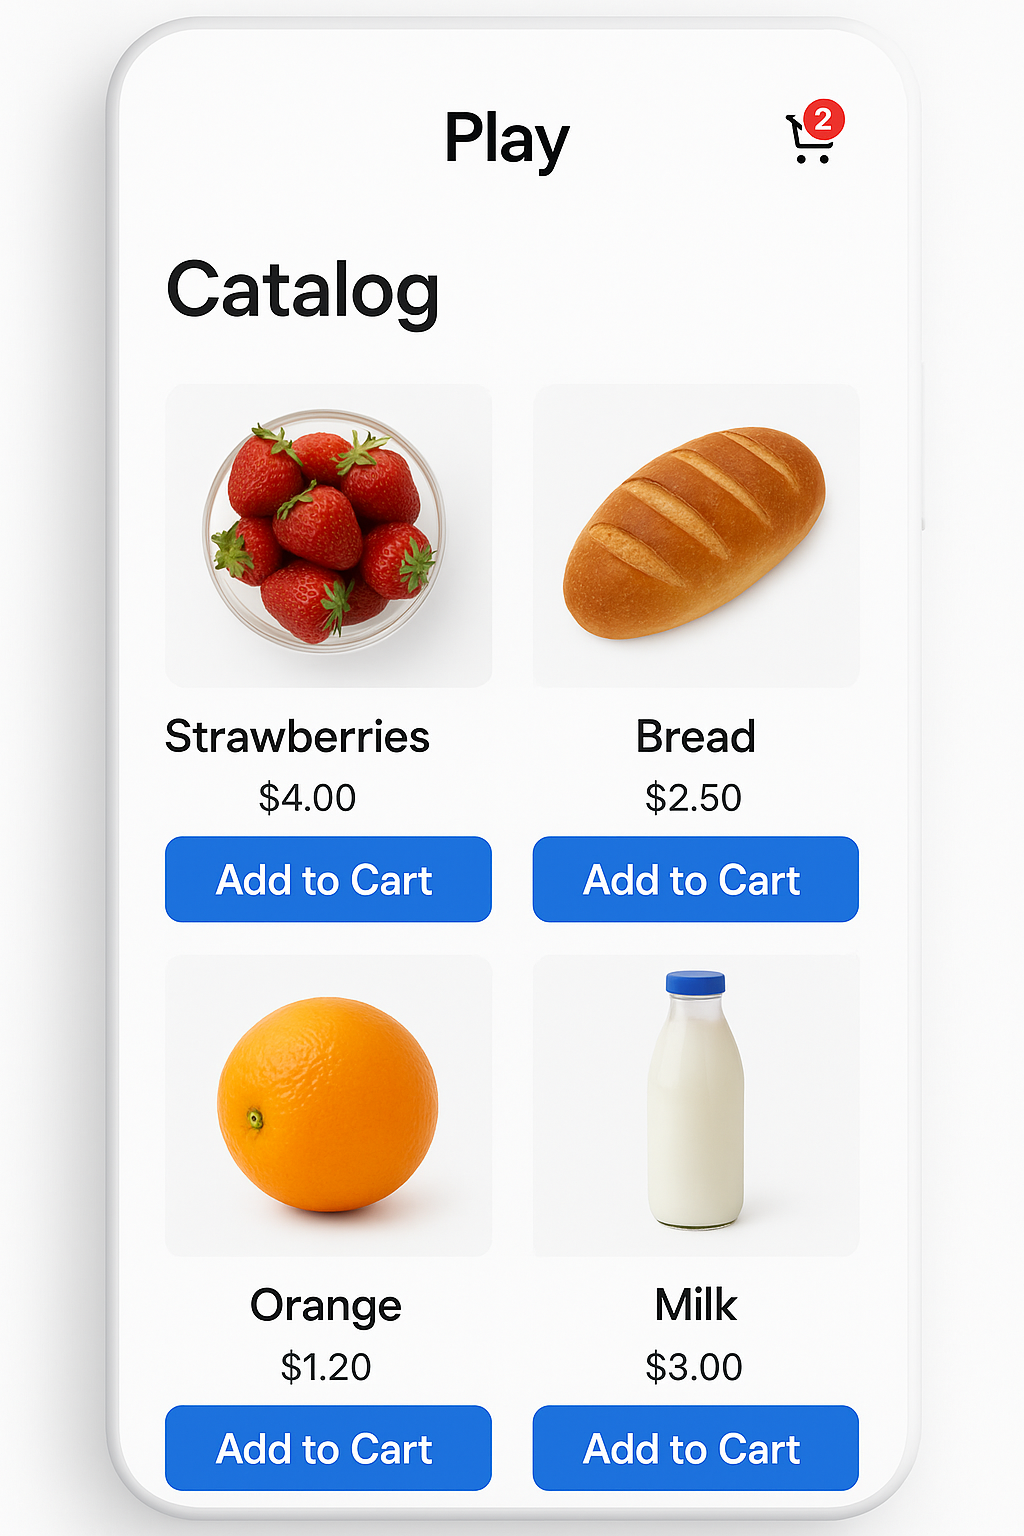 Play
2
Catalog
Strawberries
$4.00
Add to Cart
Bread
$2.50
Add to Cart
Orange
$1.20
Add to Cart
Milk
$3.00
Add to Cart